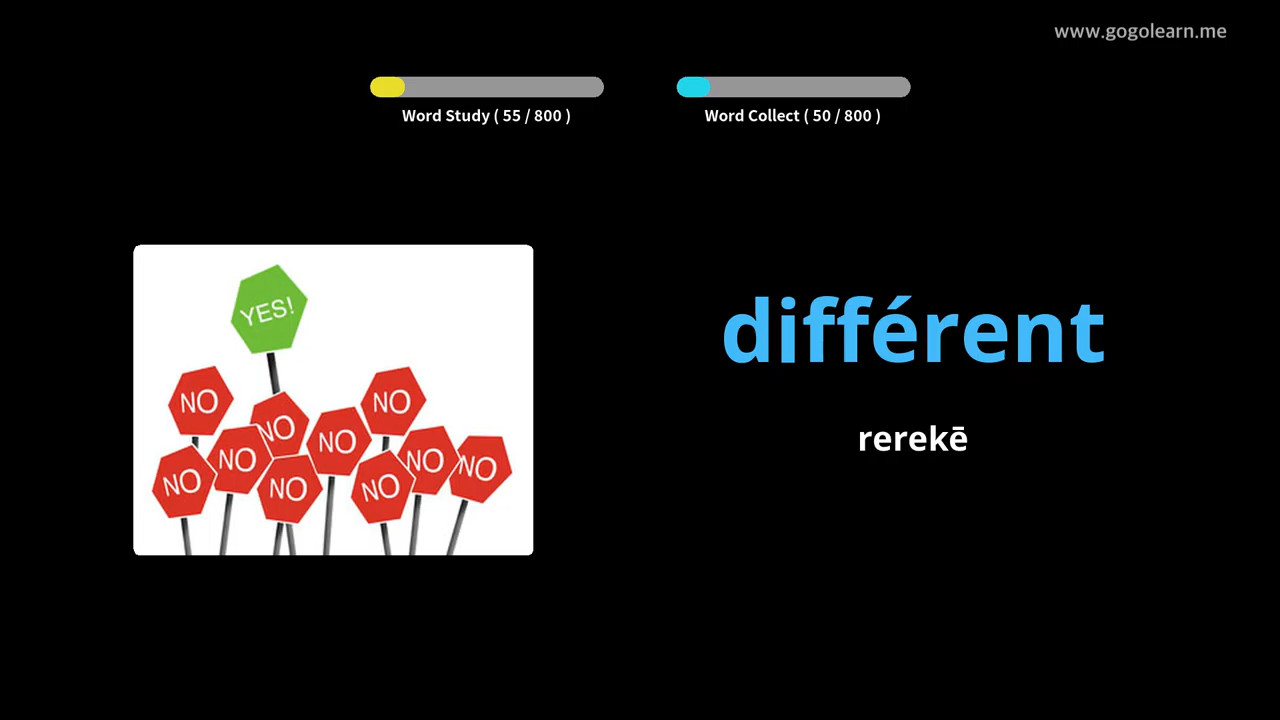 www.gogolearn.me
Word Study ( 55 / 800 )
Word Collect ( 50 / 800 )
YES!
NO
NO
NO
NO
NO
NO
NO
NO
NO
NO
différent
rerekē